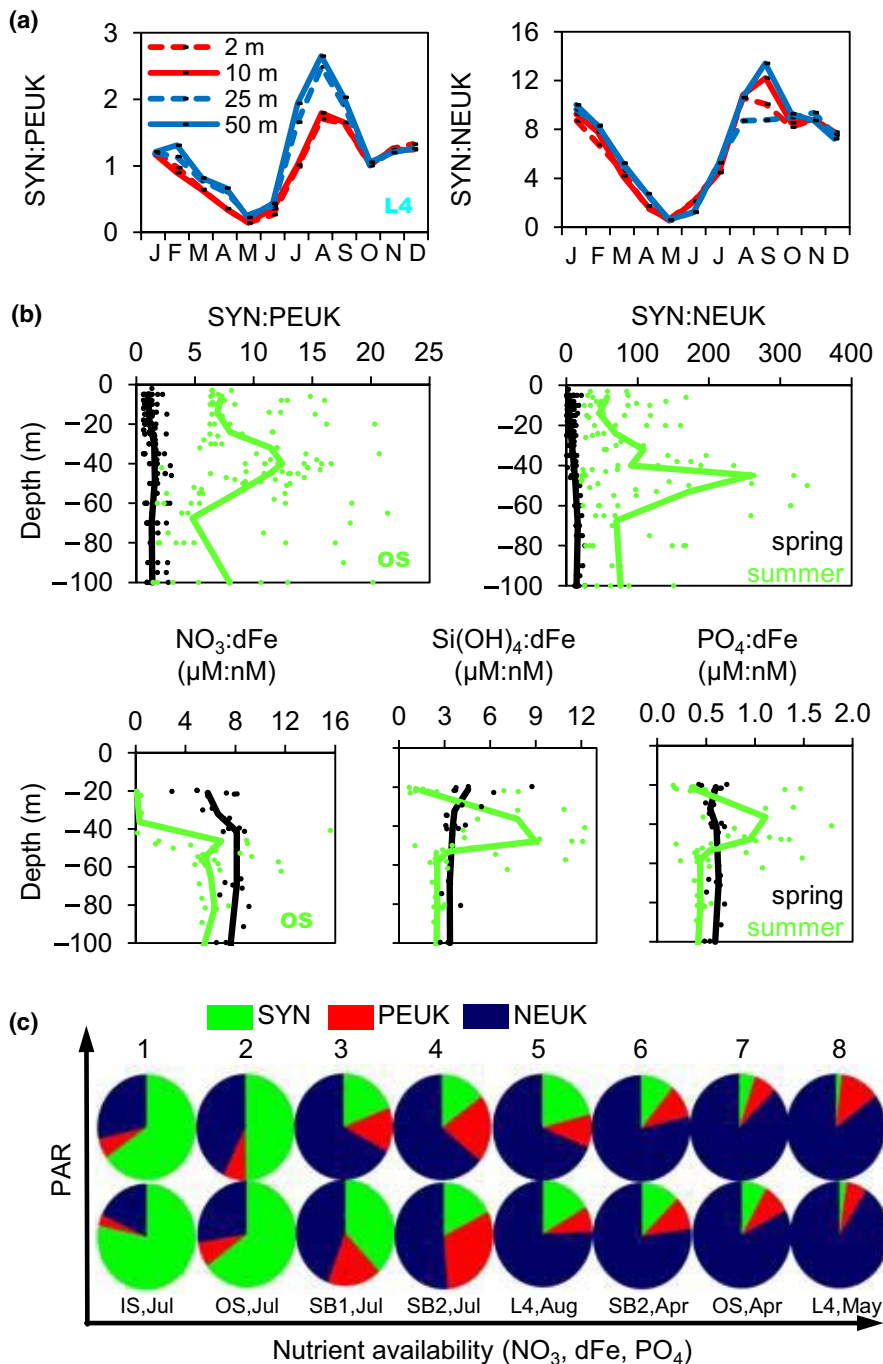 (a)
SYN:PEUK
3
2
1
0
2 m
10 m
25 m
50 m
L4
J F M A M J J A S O N D
SYN:NEUK
16
12
8
4
0
J F M A M J J A S O N D
(b)
SYN:PEUK
0 5 10 15 20 25
Depth (m)
0
−20
−40
−60
−80
−100
os
SYN:NEUK
0 100 200 300 400
0
−20
−40
−60
−80
−100
spring
summer
NO₃:dFe
(µM:nM)
0 4 8 12 16
Depth (m)
0
−20
−40
−60
−80
−100
os
Si(OH)₄:dFe
(µM:nM)
0 3 6 9 12
PO₄:dFe
(µM:nM)
0.0 0.5 1.0 1.5 2.0
spring
summer
(c)
SYN PEUK NEUK
1 2 3 4 5 6 7 8
PAR
IS,Jul OS,Jul SB1,Jul SB2,Jul L4,Aug SB2,Apr OS,Apr L4,May
Nutrient availability (NO₃, dFe, PO₄)